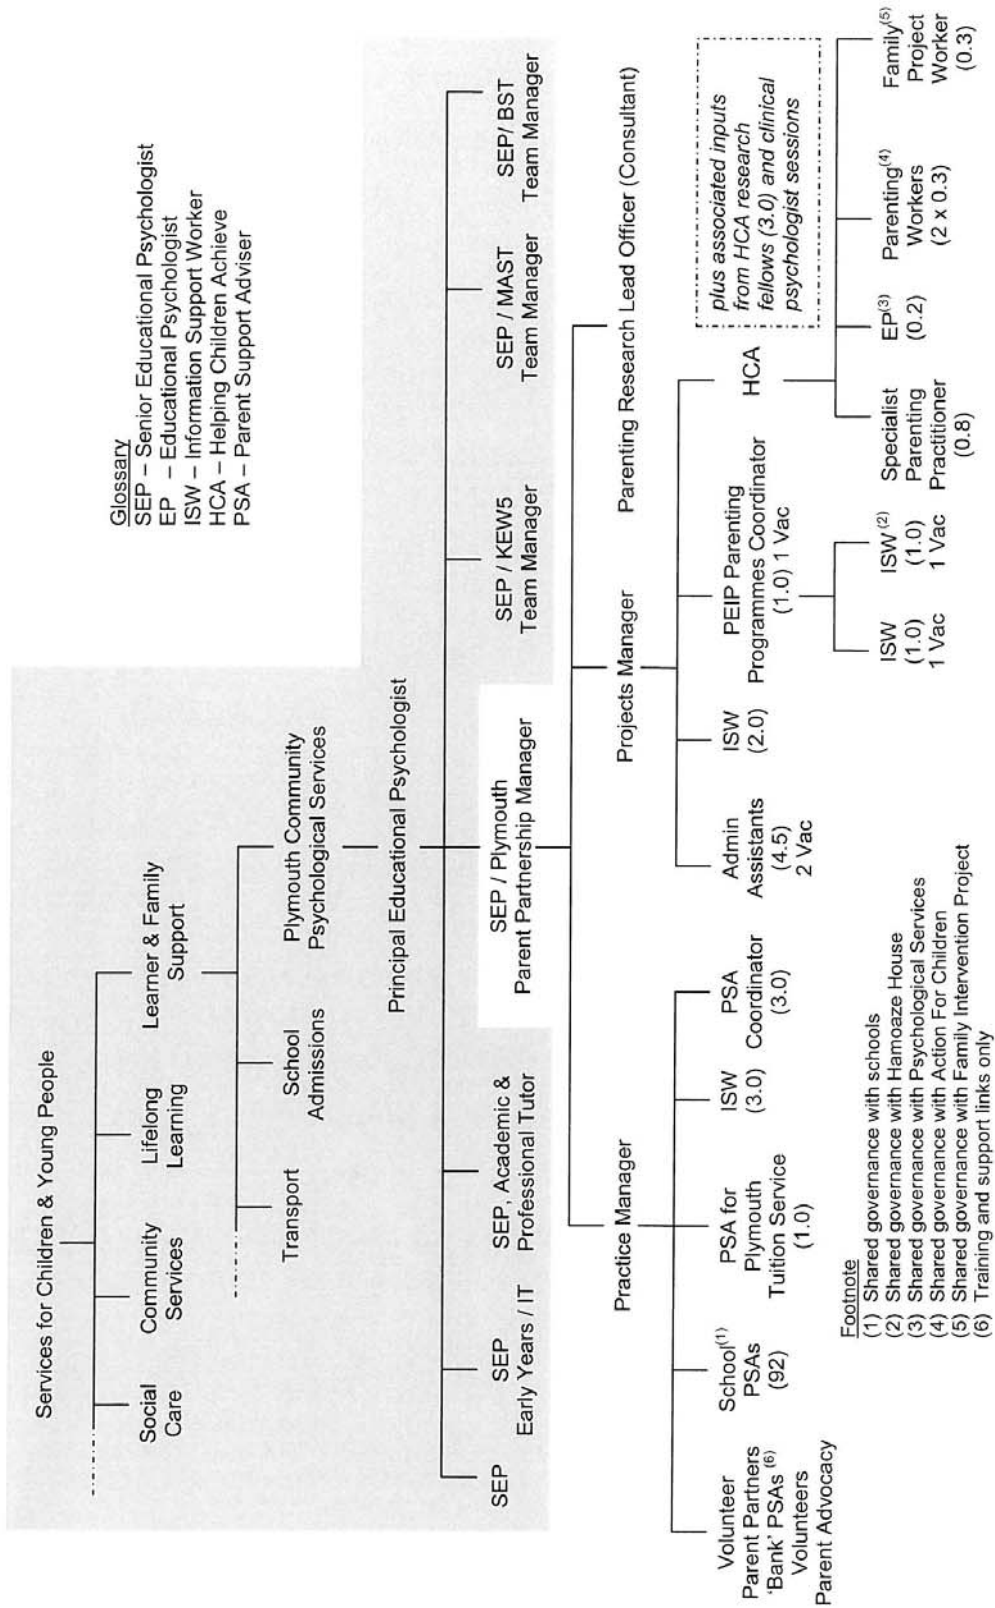 Services for Children & Young People
Social
Care
Community
Services
Lifelong
Learning
Learner & Family
Support
Transport
School
Admissions
Plymouth Community
Psychological Services
Glossary
SEP – Senior Educational Psychologist
EP – Educational Psychologist
ISW – Information Support Worker
HCA – Helping Children Achieve
PSA – Parent Support Adviser
Principal Educational Psychologist
SEP
SEP
Early Years / IT
SEP, Academic &
Professional Tutor
SEP / Plymouth
Parent Partnership Manager
SEP / KEW5
Team Manager
SEP / MAST
Team Manager
SEP/ BST
Team Manager
Practice Manager
Projects Manager
Parenting Research Lead Officer (Consultant)
Volunteer
Parent Partners
'Bank' PSAs (6)
Volunteers
Parent Advocacy
School(1)
PSAs
(92)
PSA for
Plymouth
Tuition Service
(1.0)
ISW
(3.0)
PSA
Coordinator
(3.0)
Admin
Assistants
(4.5)
2 Vac
ISW
(2.0)
PEIP Parenting
Programmes Coordinator
(1.0) 1 Vac
HCA
plus associated inputs
from HCA research
fellows (3.0) and clinical
psychologist sessions
ISW
(1.0)
1 Vac
ISW(2)
(1.0)
1 Vac
Specialist
Parenting
Practitioner
(0.8)
EP(3)
(0.2)
Parenting(4)
Workers
(2 x 0.3)
Family(5)
Project
Worker
(0.3)
Footnote
(1) Shared governance with schools
(2) Shared governance with Hamoaze House
(3) Shared governance with Psychological Services
(4) Shared governance with Action For Children
(5) Shared governance with Family Intervention Project
(6) Training and support links only